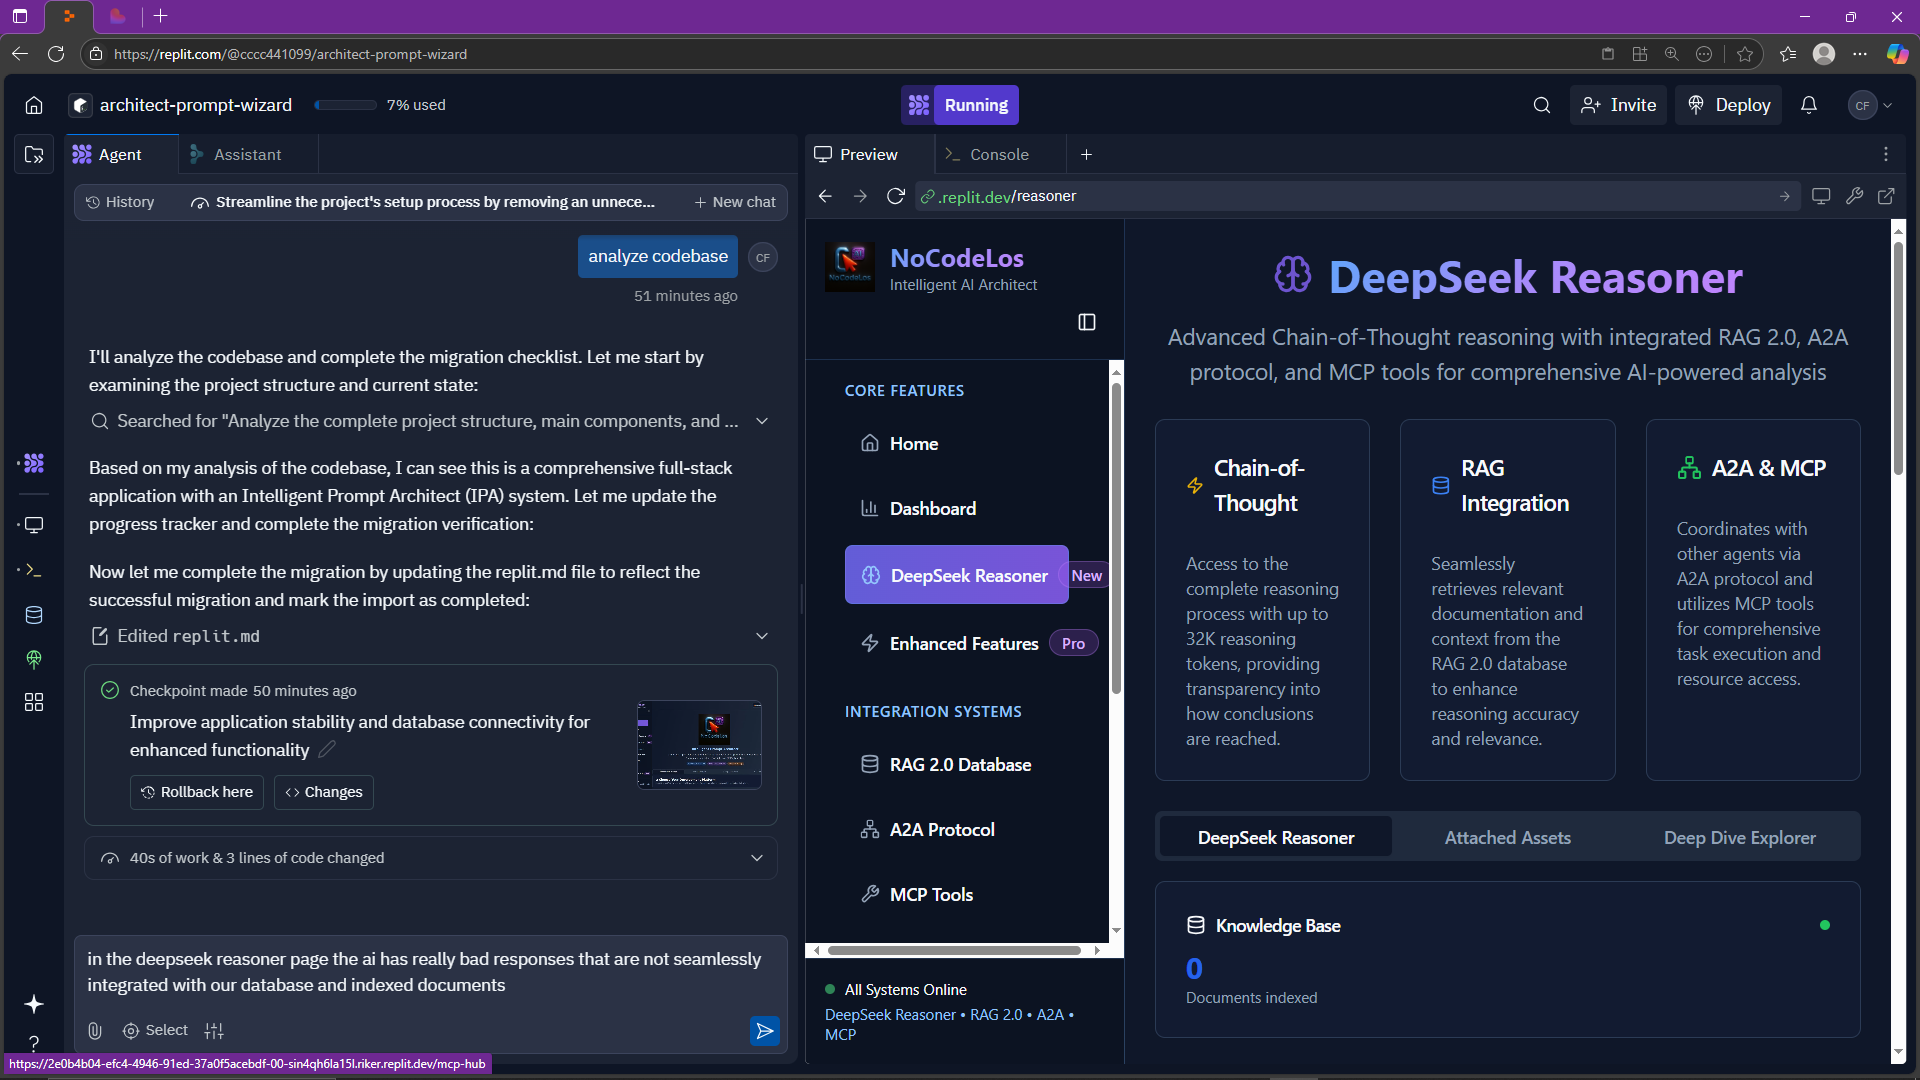 https://replit.com/@cccc441099/architect-prompt-wizard
architect-prompt-wizard
7% used
Running
Invite
Deploy
CF
Agent
Assistant
History
Streamline the project's setup process by removing an unnece...
New chat
analyze codebase
CF
51 minutes ago
I'll analyze the codebase and complete the migration checklist. Let me start by
examining the project structure and current state:
Searched for "Analyze the complete project structure, main components, and ...
Based on my analysis of the codebase, I can see this is a comprehensive full-stack
application with an Intelligent Prompt Architect (IPA) system. Let me update the
progress tracker and complete the migration verification:
Now let me complete the migration by updating the replit.md file to reflect the
successful migration and mark the import as completed:
Edited replit.md
Checkpoint made 50 minutes ago
Improve application stability and database connectivity for
enhanced functionality
Rollback here
Changes
40s of work & 3 lines of code changed
in the deepseek reasoner page the ai has really bad responses that are not seamlessly
integrated with our database and indexed documents
Select
https://2e0b4b04-efc4-4946-91ed-37a0f5acebdf-00-sin4qh6la15l.riker.replit.dev/mcp-hub
Preview
Console
.replit.dev/reasoner
NoCodeLos
Intelligent AI Architect
CORE FEATURES
Home
Dashboard
DeepSeek Reasoner
New
Enhanced Features
Pro
INTEGRATION SYSTEMS
RAG 2.0 Database
A2A Protocol
MCP Tools
All Systems Online
DeepSeek Reasoner • RAG 2.0 • A2A •
MCP
DeepSeek Reasoner
Advanced Chain-of-Thought reasoning with integrated RAG 2.0, A2A
protocol, and MCP tools for comprehensive AI-powered analysis
Chain-of-
Thought
Access to the
complete reasoning
process with up to
32K reasoning
tokens, providing
transparency into
how conclusions
are reached.
RAG
Integration
Seamlessly
retrieves relevant
documentation and
context from the
RAG 2.0 database
to enhance
reasoning accuracy
and relevance.
A2A & MCP
Coordinates with
other agents via
A2A protocol and
utilizes MCP tools
for comprehensive
task execution and
resource access.
DeepSeek Reasoner
Attached Assets
Deep Dive Explorer
Knowledge Base
0
Documents indexed